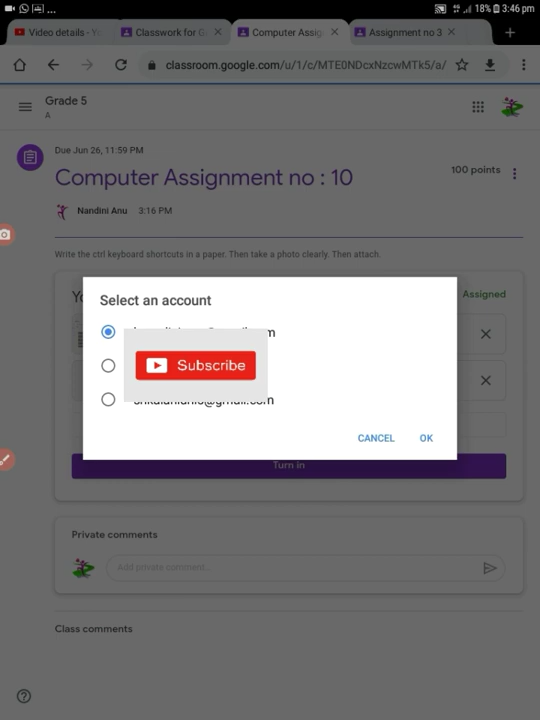 18% 3:46 pm
Video details - Yo
Classwork for G
Computer Assig
Assignment no 3
classroom.google.com/u/1/c/MTE0NDcxNzcwMTk5/a/
Grade 5
A
Due Jun 26, 11:59 PM
Computer Assignment no : 10
100 points
Nandini Anu 3:16 PM
Write the ctrl keyboard shortcuts in a paper. Then take a photo clearly. Then attach.
Yo
Assigned
Select an account
Subscribe
CANCEL OK
Turn in
Private comments
Add private comment...
Class comments